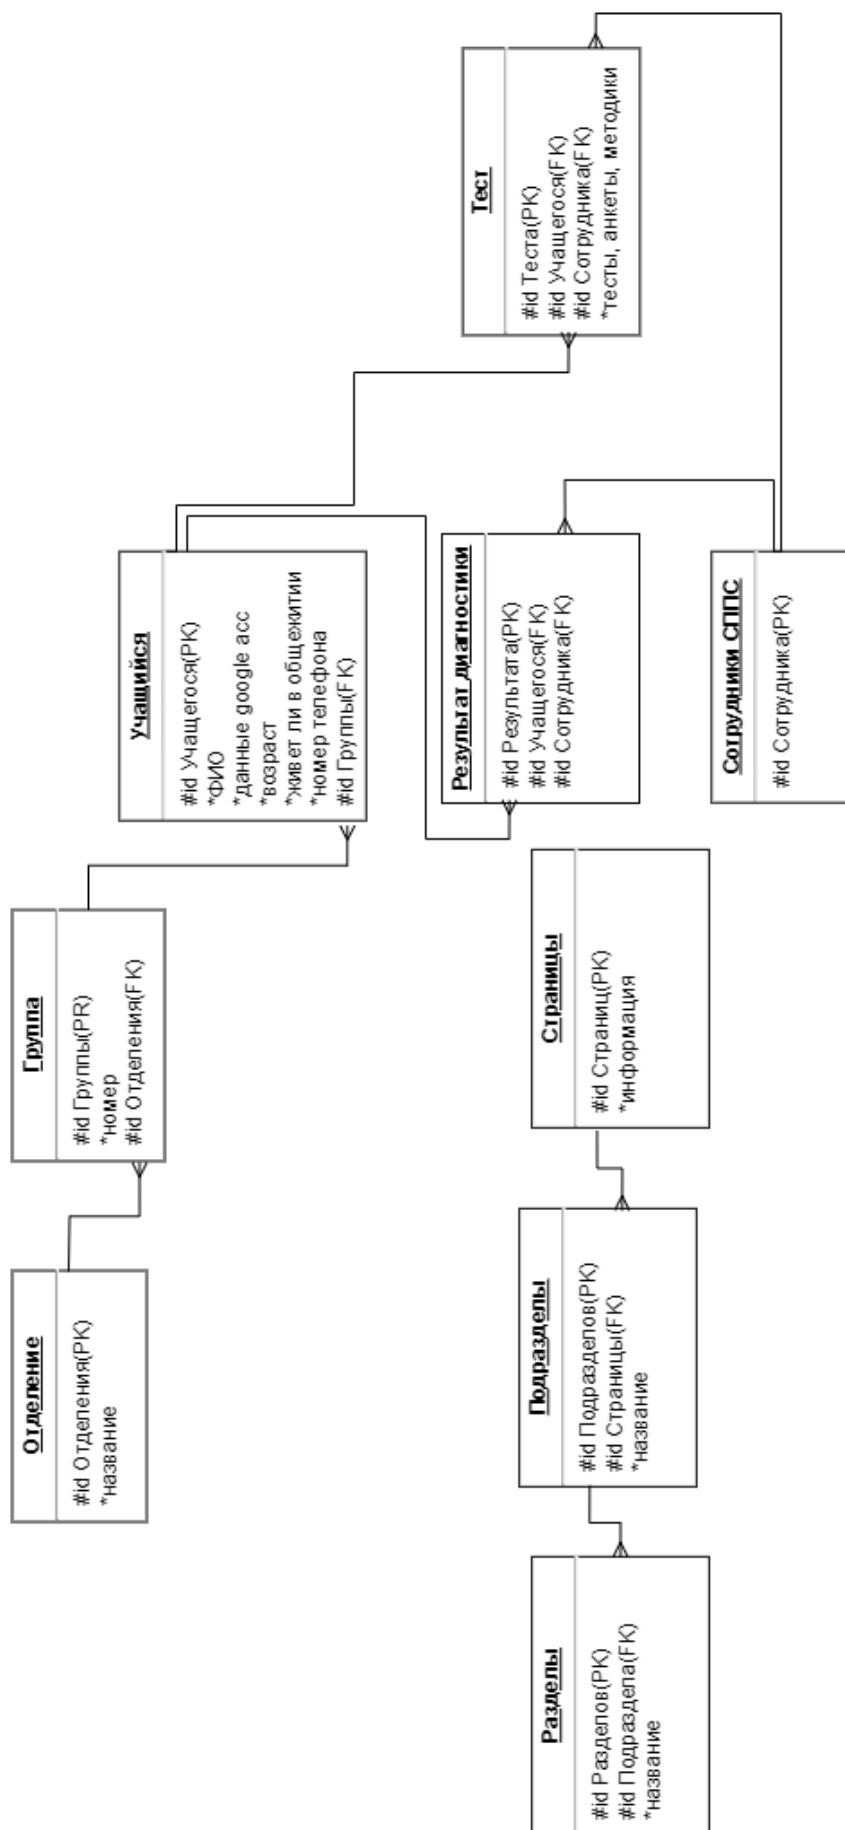 Отделение
#id Отделения(PK)
*название
Группа
#id Группы(PR)
*номер
#id Отделения(FK)
Учащийся
#id Учащегося(PK)
*ФИО
*данные google acc
*возраст
*живет ли в общежитии
*номер телефона
#id Группы(FK)
Тест
#id Теста(PK)
#id Учащегося(FK)
#id Сотрудника(FK)
*тесты, анкеты, методики
Результат диагностики
#id Результата(PK)
#id Учащегося(FK)
#id Сотрудника(FK)
Разделы
#id Разделов(PK)
#id Подраздела(FK)
*название
Подразделы
#id Подразделов(PK)
#id Страницы(FK)
*название
Страницы
#id Страниц(PK)
*информация
Сотрудники СППС
#id Сотрудника(PK)